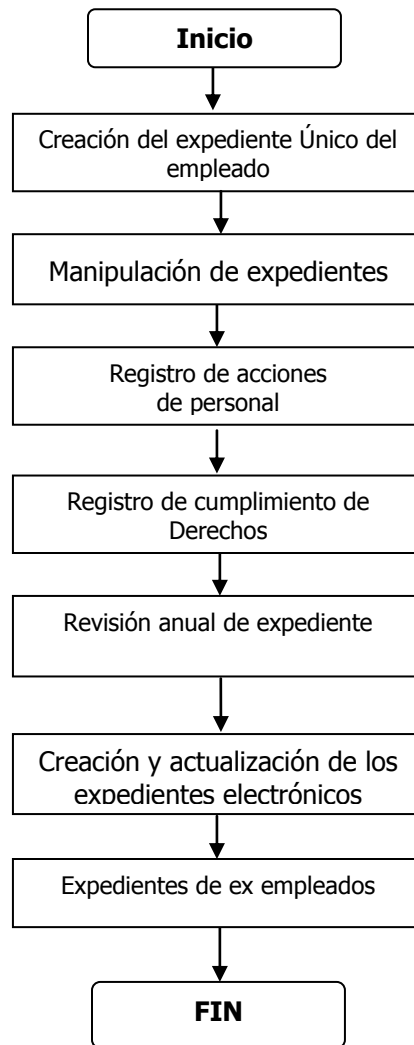 Inicio
Creación del expediente Único del
empleado
Manipulación de expedientes
Registro de acciones
de personal
Registro de cumplimiento de
Derechos
Revisión anual de expediente
Creación y actualización de los
expedientes electrónicos
Expedientes de ex empleados
FIN